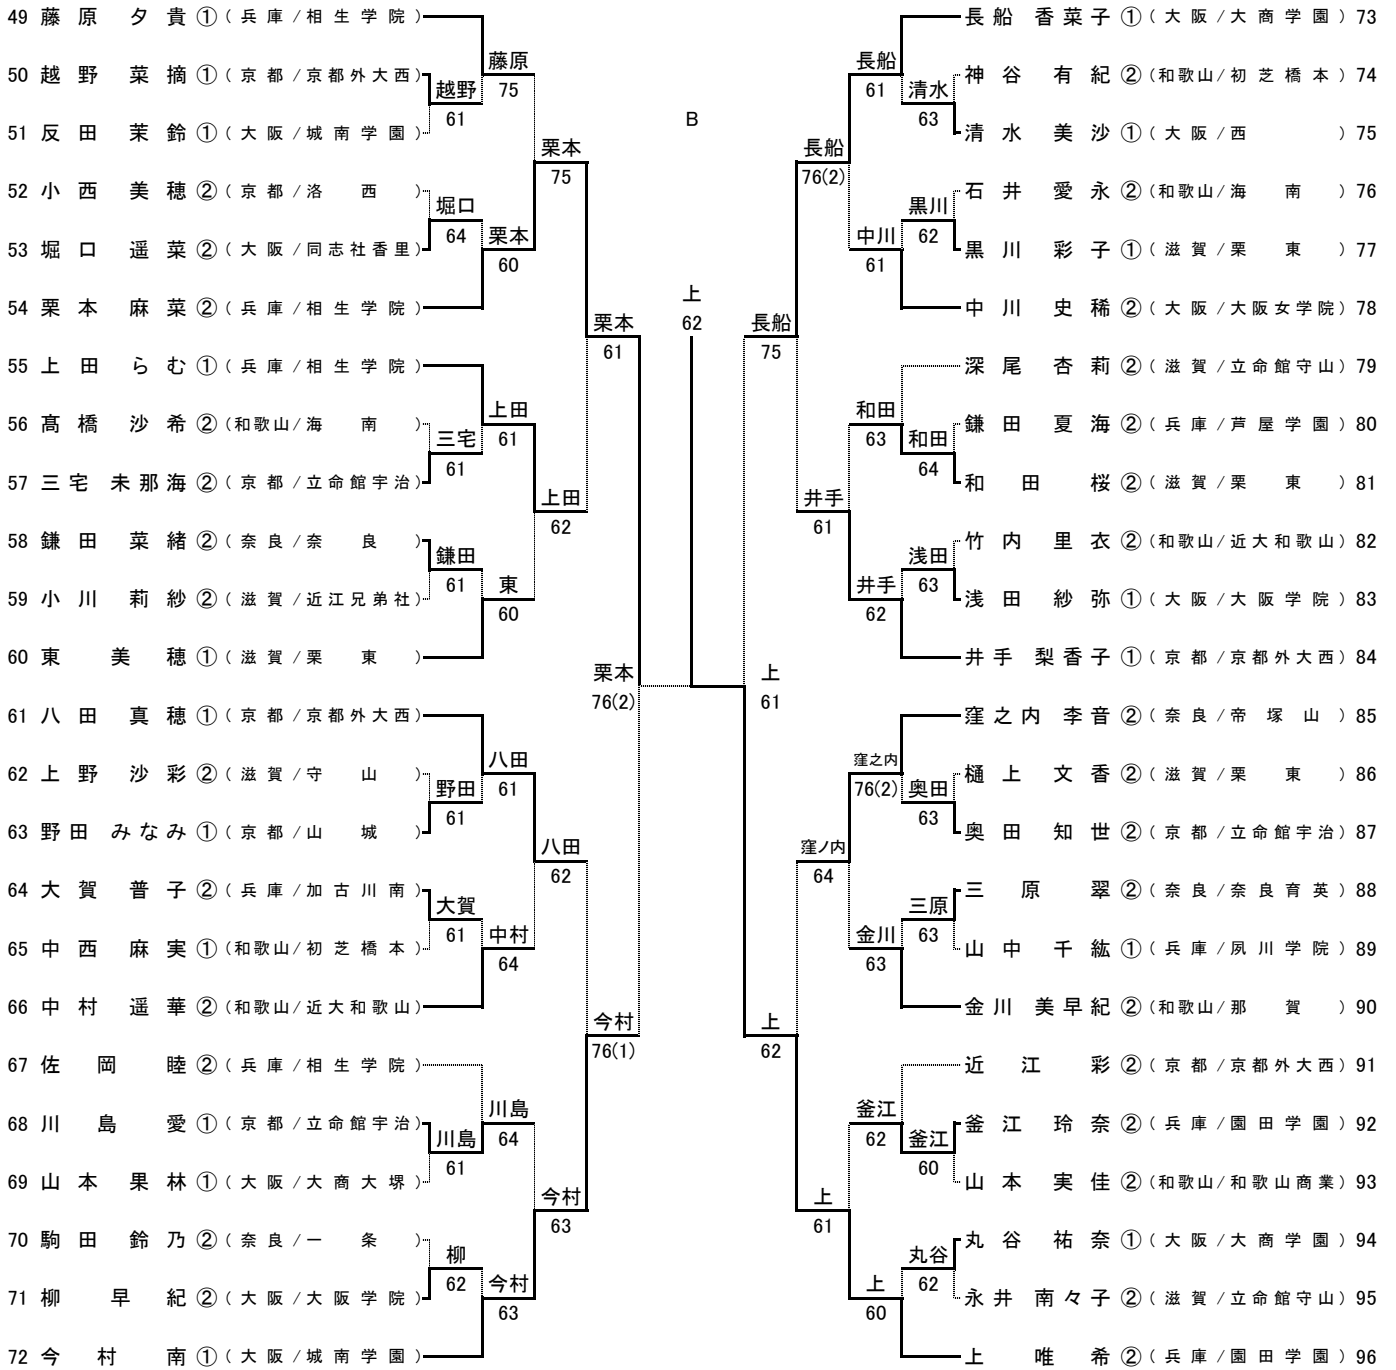 49 藤原 夕貴 ① (兵庫/相生学院)
50 越野 菜摘 ① (京都/京都外大西)
51 反田 茉鈴 ① (大阪/城南学園)
52 小西 美穂 ② (京都/洛西)
53 堀口 遥菜 ② (大阪/同志社香里)
54 栗本 麻菜 ② (兵庫/相生学院)
55 上田 らむ ① (兵庫/相生学院)
56 髙橋 沙希 ② (和歌山/海南)
57 三宅 未那海 ② (京都/立命館宇治)
58 鎌田 菜緒 ② (奈良/奈良)
59 小川 莉紗 ② (滋賀/近江兄弟社)
60 東 美穂 ① (滋賀/栗東)
61 八田 真穂 ① (京都/京都外大西)
62 上野 沙彩 ② (滋賀/守山)
63 野田 みなみ ① (京都/山城)
64 大賀 普子 ② (兵庫/加古川南)
65 中西 麻実 ① (和歌山/初芝橋本)
66 中村 遥華 ② (和歌山/近大和歌山)
67 佐岡 睦 ② (兵庫/相生学院)
68 川島 愛 ① (京都/立命館宇治)
69 山本 果林 ① (大阪/大商大堺)
70 駒田 鈴乃 ② (奈良/一条)
71 柳 早紀 ② (大阪/大阪学院)
72 今村 南 ① (大阪/城南学園)
越野
61
堀口
64
三宅
61
鎌田
61
野田
61
大賀
61
川島
61
柳
62
藤原
75
栗本
60
上田
61
東
60
八田
61
中村
64
川島
64
今村
63
栗本
75
上田
62
八田
62
今村
63
栗本
61
今村
76(1)
栗本
76(2)
B
上
62
上
61
長船
75
上
62
長船
76(2)
井手
61
窪ノ内
64
上
61
長船
61
中川
61
和田
63
井手
62
窪之内
76(2)
金川
63
釜江
62
上
60
清水
63
黒川
62
和田
64
浅田
63
奥田
63
三原
63
釜江
60
丸谷
62
長船 香菜子 ① (大阪/大商学園) 73
神谷 有紀 ② (和歌山/初芝橋本) 74
清水 美沙 ① (大阪/西) 75
石井 愛永 ② (和歌山/海南) 76
黒川 彩子 ① (滋賀/栗東) 77
中川 史稀 ② (大阪/大阪女学院) 78
深尾 杏莉 ② (滋賀/立命館守山) 79
鎌田 夏海 ② (兵庫/芦屋学園) 80
和田 桜 ② (滋賀/栗東) 81
竹内 里衣 ② (和歌山/近大和歌山) 82
浅田 紗弥 ① (大阪/大阪学院) 83
井手 梨香子 ① (京都/京都外大西) 84
窪之内 李音 ② (奈良/帝塚山) 85
樋上 文香 ② (滋賀/栗東) 86
奥田 知世 ② (京都/立命館宇治) 87
三原 翠 ② (奈良/奈良育英) 88
山中 千紘 ① (兵庫/夙川学院) 89
金川 美早紀 ② (和歌山/那賀) 90
近江 彩 ② (京都/京都外大西) 91
釜江 玲奈 ② (兵庫/園田学園) 92
山本 実佳 ② (和歌山/和歌山商業) 93
丸谷 祐奈 ① (大阪/大商学園) 94
永井 南々子 ② (滋賀/立命館守山) 95
上 唯希 ② (兵庫/園田学園) 96